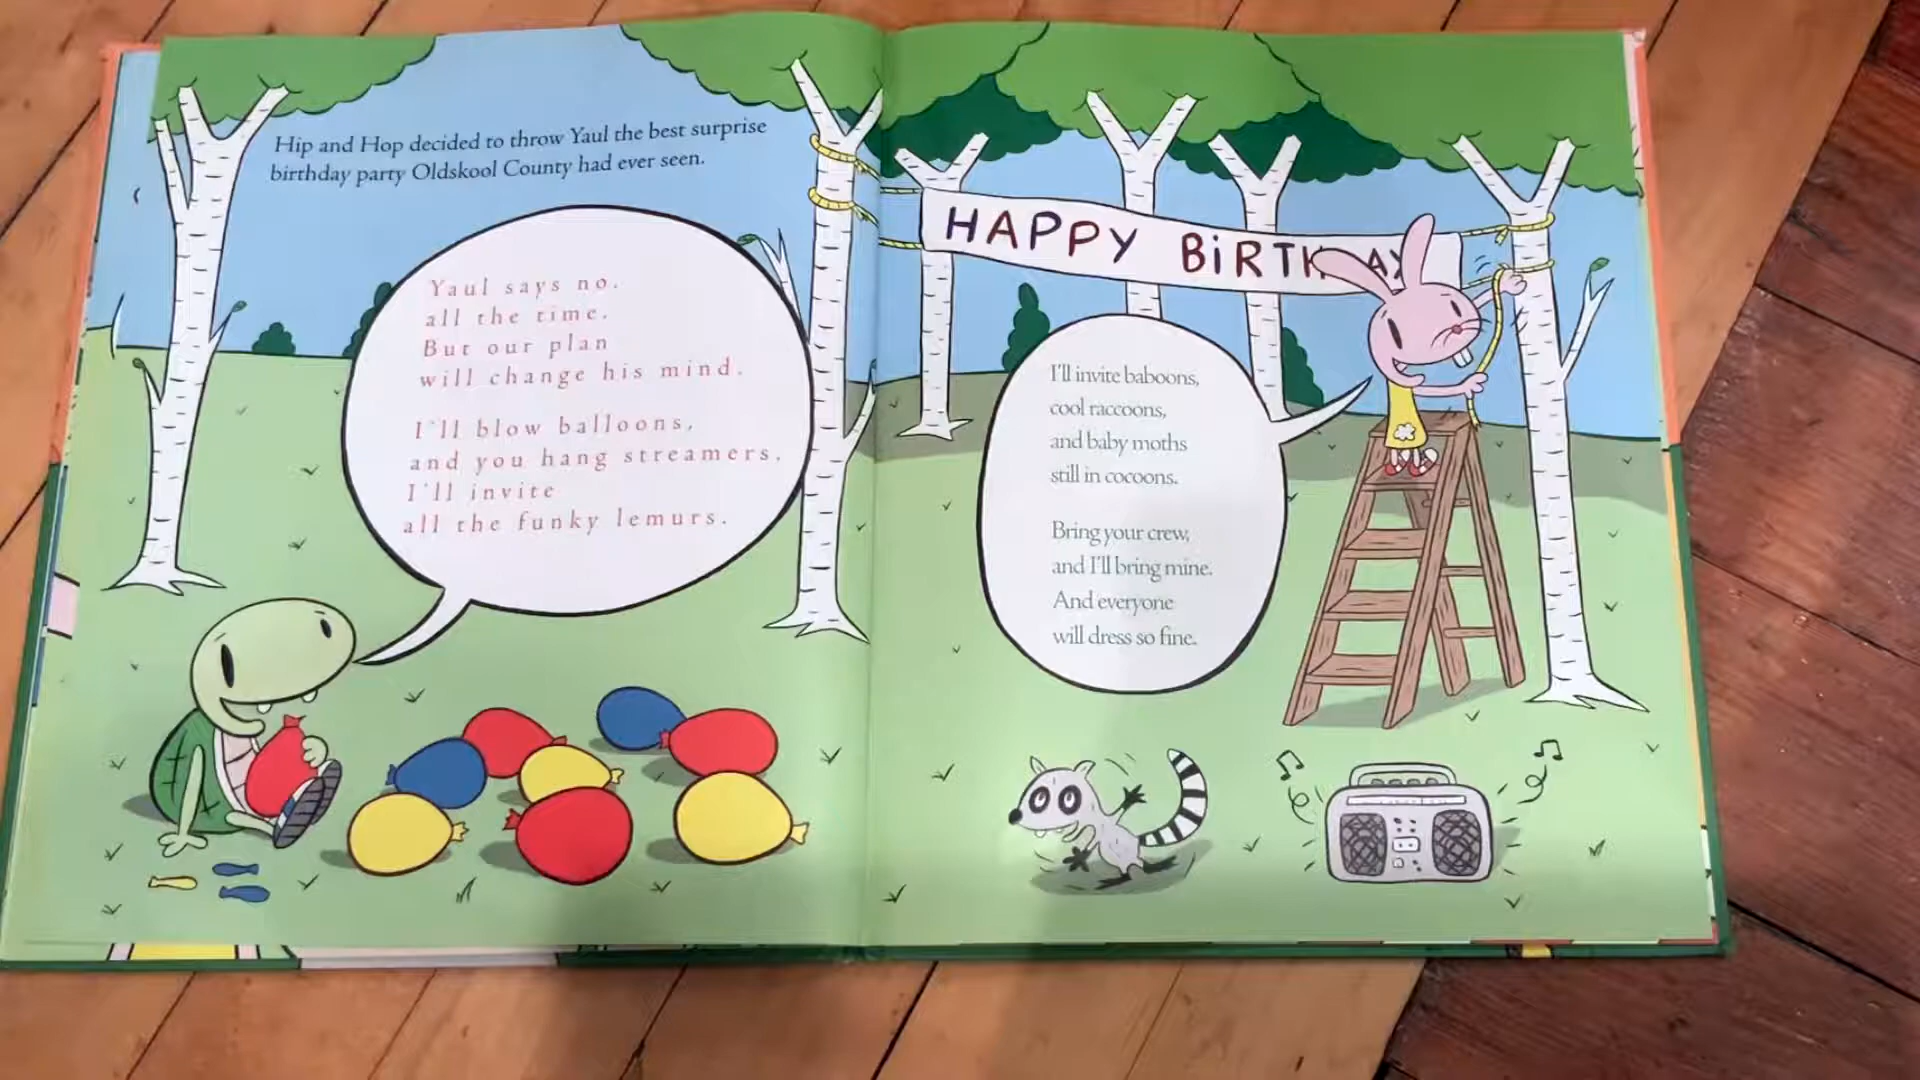 Hip and Hop decided to throw Yaul the best surprise
birthday party Oldskool County had ever seen.
Yaul says no.
all the time.
But our plan
will change his mind.
I'll blow balloons,
and you hang streamers.
I'll invite
all the funky lemurs.
HAPPY BiRTH AY
I'll invite baboons,
cool raccoons,
and baby moths
still in cocoons.
Bring your crew,
and I'll bring mine.
And everyone
will dress so fine.